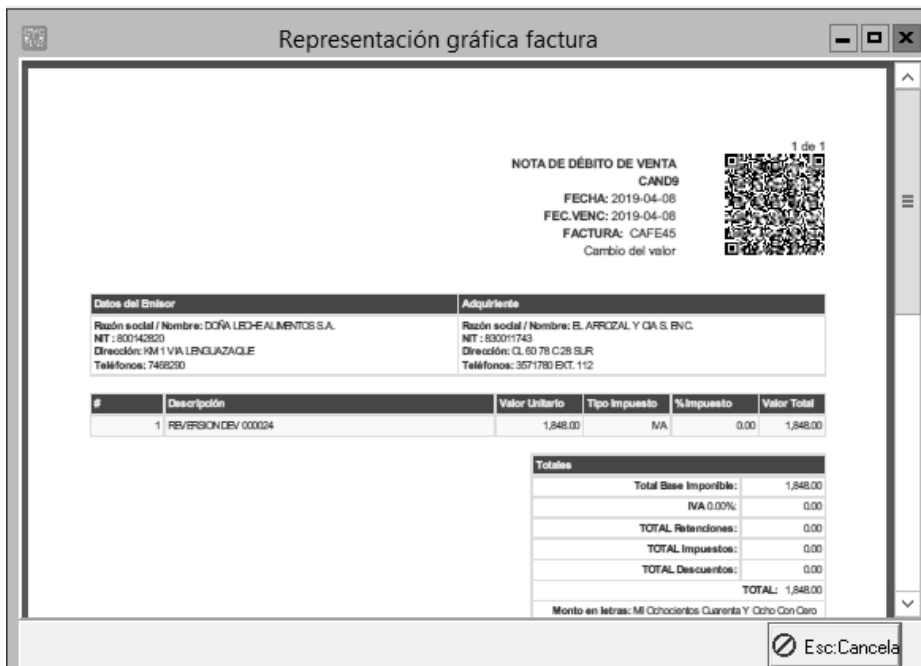 Representación gráfica factura
1 de 1
NOTA DE DÉBITO DE VENTA
CAND9
FECHA: 2019-04-08
FEC.VENC: 2019-04-08
FACTURA: CAFE45
Cambio del valor
Datos del Emisor Adquiriente
Razón social / Nombre: DOÑA LECHE ALIMENTOS S.A. Razón social / Nombre: EL ARROZAL Y CIA S. EN C.
NIT : 800142820 NIT : 830011743
Dirección: KM 1 VIA LENGUAZAQUE Dirección: CL 60 78 C 28 SUR
Teléfonos: 7468290 Teléfonos: 3571780 EXT. 112
# Descripción Valor Unitario Tipo Impuesto %Impuesto Valor Total
1 REVERSION DEV 000024 1,848.00 IVA 0.00 1,848.00
Totales
Total Base Imponible: 1,848.00
IVA 0.00%: 0.00
TOTAL Retenciones: 0.00
TOTAL Impuestos: 0.00
TOTAL Descuentos: 0.00
TOTAL: 1,848.00
Monto en letras: Mil Ochocientos Cuarenta Y Ocho Con Cero
Esc:Cancela